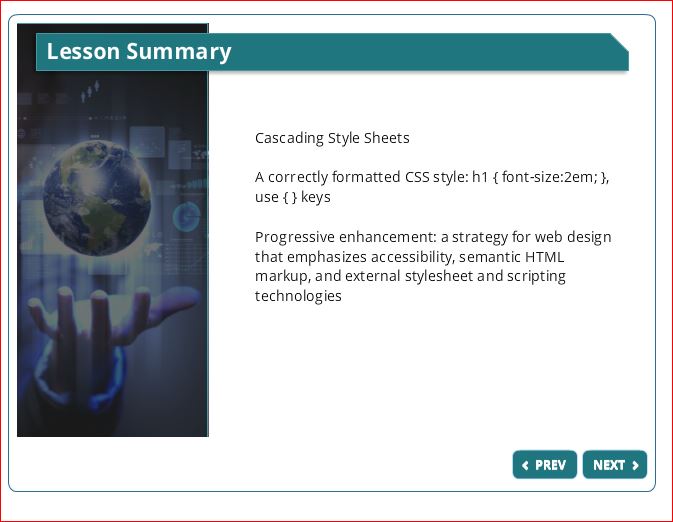 Lesson Summary
Cascading Style Sheets
A correctly formatted CSS style: h1 { font-size:2em; },
use { } keys
Progressive enhancement: a strategy for web design
that emphasizes accessibility, semantic HTML
markup, and external stylesheet and scripting
technologies
PREV
NEXT